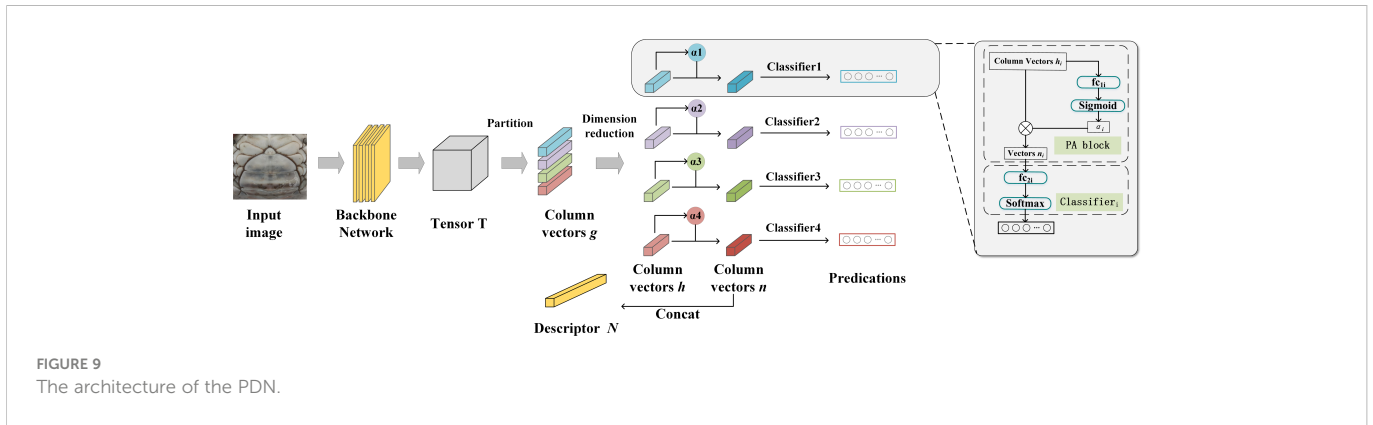 Input
image
Backbone
Network
Tensor T
Partition
Column
vectors g
Dimension
reduction
α1
Classifier1
α2
Classifier2
α3
Classifier3
α4
Classifier4
Column
vectors h
Column
vectors n
Predications
Concat
Descriptor N
Column Vectors hᵢ
fc₁ᵢ
Sigmoid
αᵢ
PA block
Vectors nᵢ
fc₂ᵢ
Softmax
Classifierᵢ
FIGURE 9
The architecture of the PDN.